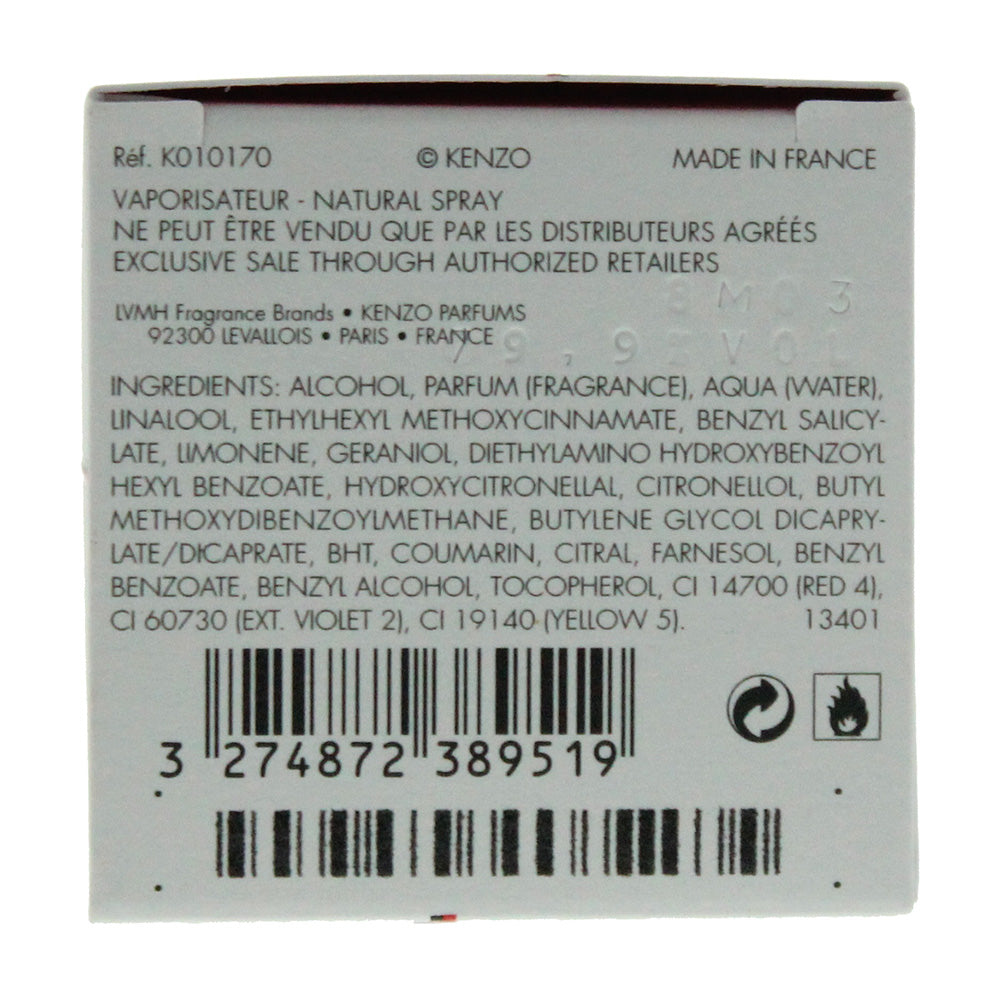 Réf. K010170 © KENZO MADE IN FRANCE
VAPORISATEUR - NATURAL SPRAY
NE PEUT ÊTRE VENDU QUE PAR LES DISTRIBUTEURS AGRÉÉS
EXCLUSIVE SALE THROUGH AUTHORIZED RETAILERS
8M03
LVMH Fragrance Brands • KENZO PARFUMS
92300 LEVALLOIS • PARIS • FRANCE
79,9%VOL
INGREDIENTS: ALCOHOL, PARFUM (FRAGRANCE), AQUA (WATER),
LINALOOL, ETHYLHEXYL METHOXYCINNAMATE, BENZYL SALICY-
LATE, LIMONENE, GERANIOL, DIETHYLAMINO HYDROXYBENZOYL
HEXYL BENZOATE, HYDROXYCITRONELLAL, CITRONELLOL, BUTYL
METHOXYDIBENZOYLMETHANE, BUTYLENE GLYCOL DICAPRY-
LATE/DICAPRATE, BHT, COUMARIN, CITRAL, FARNESOL, BENZYL
BENZOATE, BENZYL ALCOHOL, TOCOPHEROL, CI 14700 (RED 4),
CI 60730 (EXT. VIOLET 2), CI 19140 (YELLOW 5). 13401
3 274872 389519